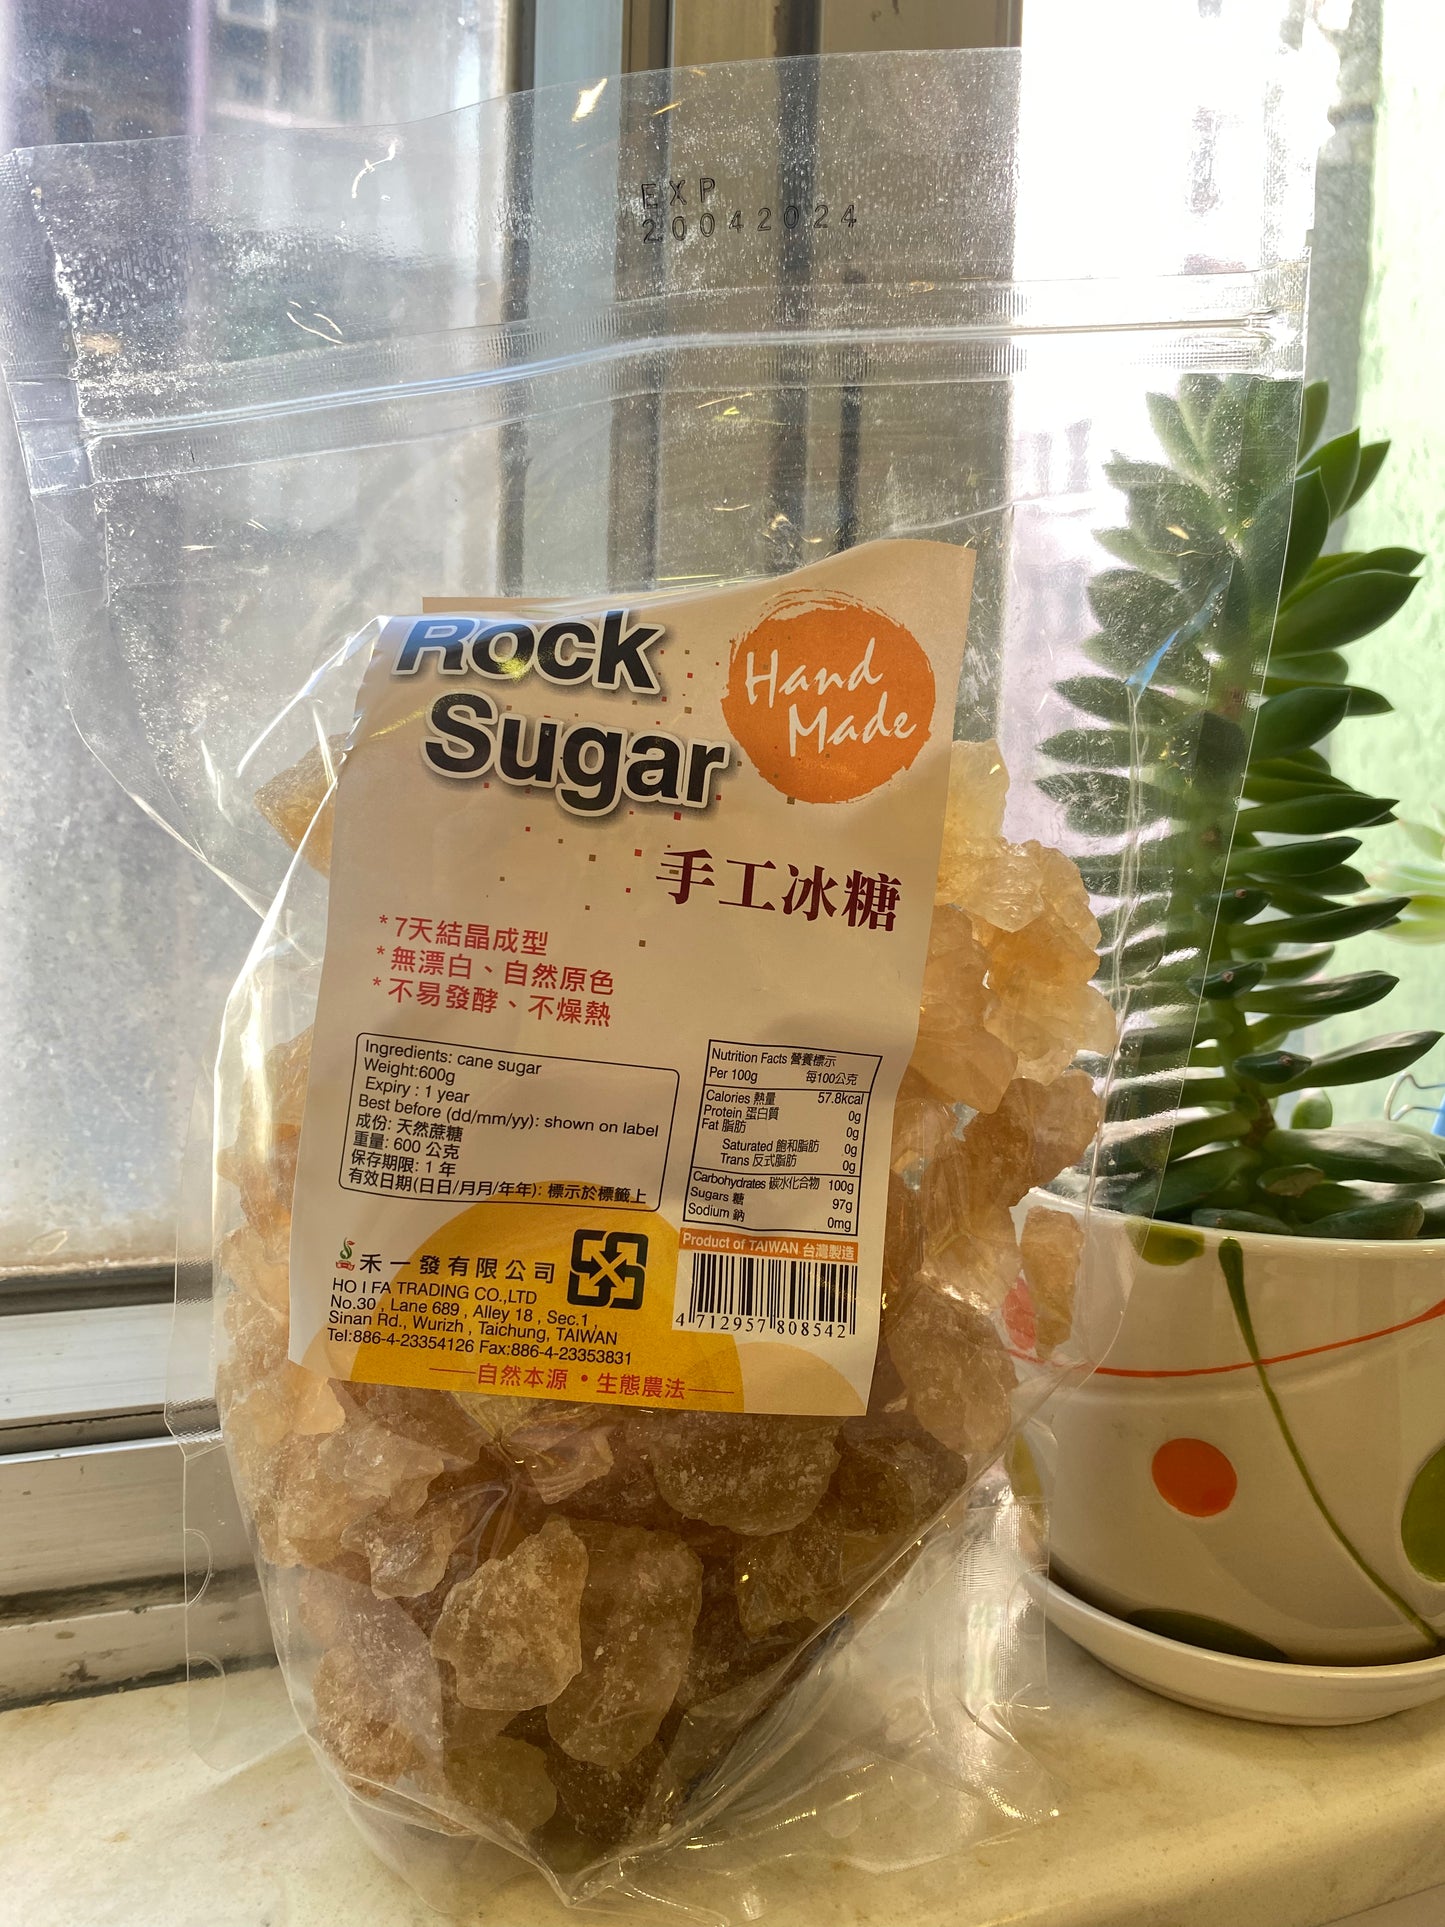 EXP
20042024
Rock
Sugar
Hand
Made
手工冰糖
*7天結晶成型
*無漂白、自然原色
*不易發酵、不燥熱
Ingredients: cane sugar
Weight:600g
Expiry : 1 year
Best before (dd/mm/yy): shown on label
成份: 天然蔗糖
重量: 600 公克
保存期限: 1 年
有效日期(日日/月月/年年): 標示於標籤上
Nutrition Facts 營養標示
Per 100g 每100公克
Calories 熱量 57.8kcal
Protein 蛋白質 0g
Fat 脂肪 0g
Saturated 飽和脂肪 0g
Trans 反式脂肪 0g
Carbohydrates 碳水化合物 100g
Sugars 糖 97g
Sodium 鈉 0mg
Product of TAIWAN 台灣製造
4 712957 808542
禾一發有限公司
HO I FA TRADING CO.,LTD
No.30 , Lane 689 , Alley 18 , Sec.1 ,
Sinan Rd., Wurizh , Taichung, TAIWAN
Tel:886-4-23354126 Fax:886-4-23353831
自然本源 • 生態農法